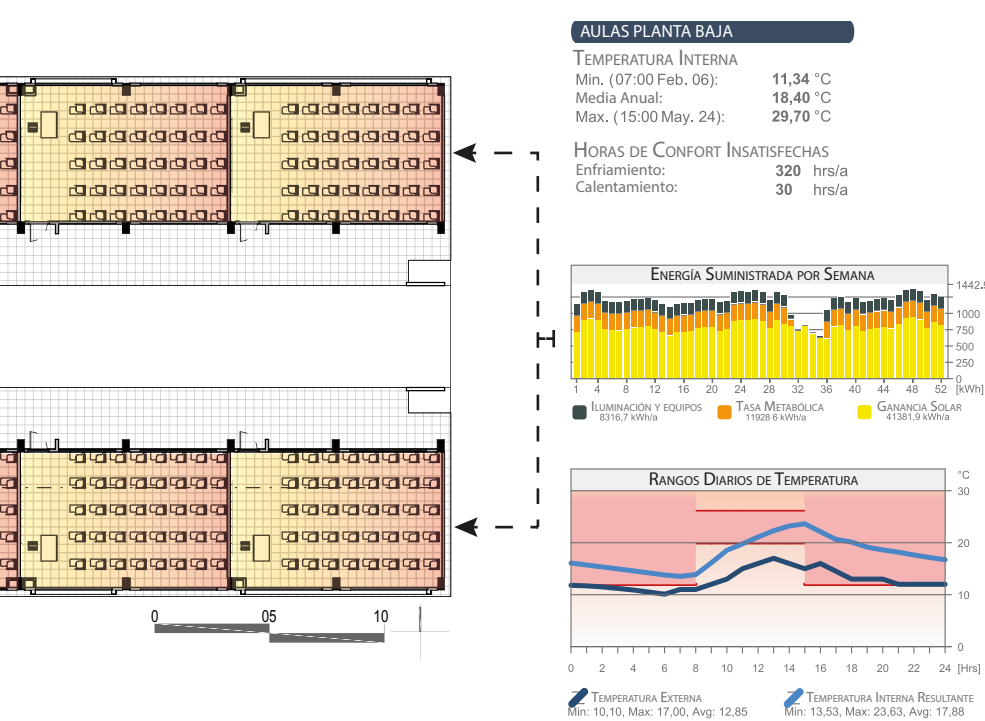 AULAS PLANTA BAJA
TEMPERATURA INTERNA
Min. (07:00 Feb. 06): 11,34 °C
Media Anual: 18,40 °C
Max. (15:00 May. 24): 29,70 °C
HORAS DE CONFORT INSATISFECHAS
Enfriamiento: 320 hrs/a
Calentamiento: 30 hrs/a
ENERGÍA SUMINISTRADA POR SEMANA
1442.9
1000
750
500
250
0
1 4 8 12 16 20 24 28 32 36 40 44 48 52 [kWh]
ILUMINACIÓN Y EQUIPOS TASA METABÓLICA GANANCIA SOLAR
8316,7 kWh/a 11928 6 kWh/a 41381,9 kWh/a
RANGOS DIARIOS DE TEMPERATURA
°C
30
20
10
0
0 2 4 6 8 10 12 14 16 18 20 22 24 [Hrs]
TEMPERATURA EXTERNA TEMPERATURA INTERNA RESULTANTE
Min: 10,10, Max: 17,00, Avg: 12,85 Min: 13,53, Max: 23,63, Avg: 17,88
0 05 10